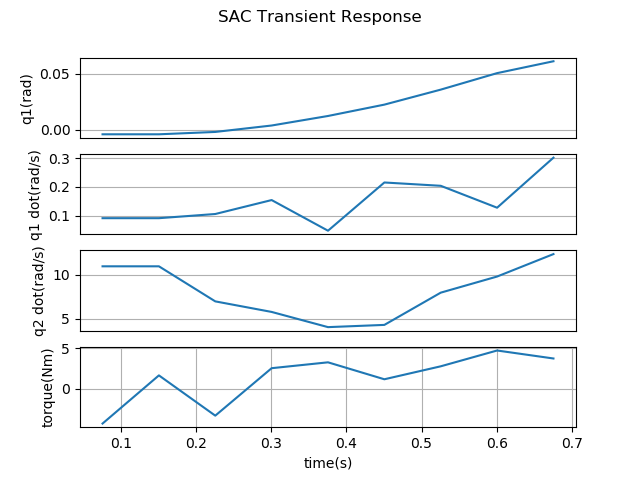 SAC Transient Response
q1(rad)
0.05
0.00
q1 dot(rad/s)
0.3
0.2
0.1
q2 dot(rad/s)
10
5
torque(Nm)
5
0
0.1 0.2 0.3 0.4 0.5 0.6 0.7
time(s)